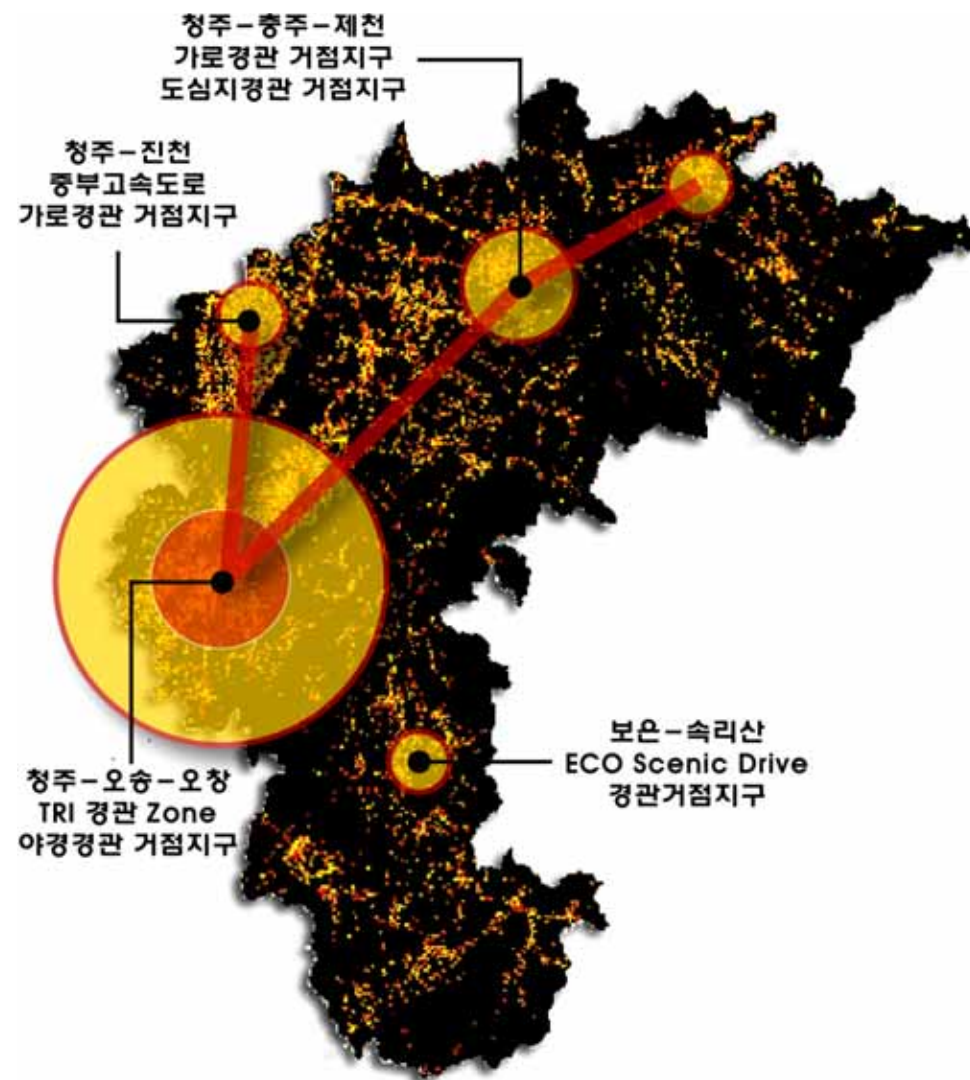 청주-충주-제천
가로경관 거점지구
도심지경관 거점지구
청주-진천
중부고속도로
가로경관 거점지구
보은-속리산
ECO Scenic Drive
경관거점지구
청주-오송-오창
TRI 경관 Zone
야경경관 거점지구